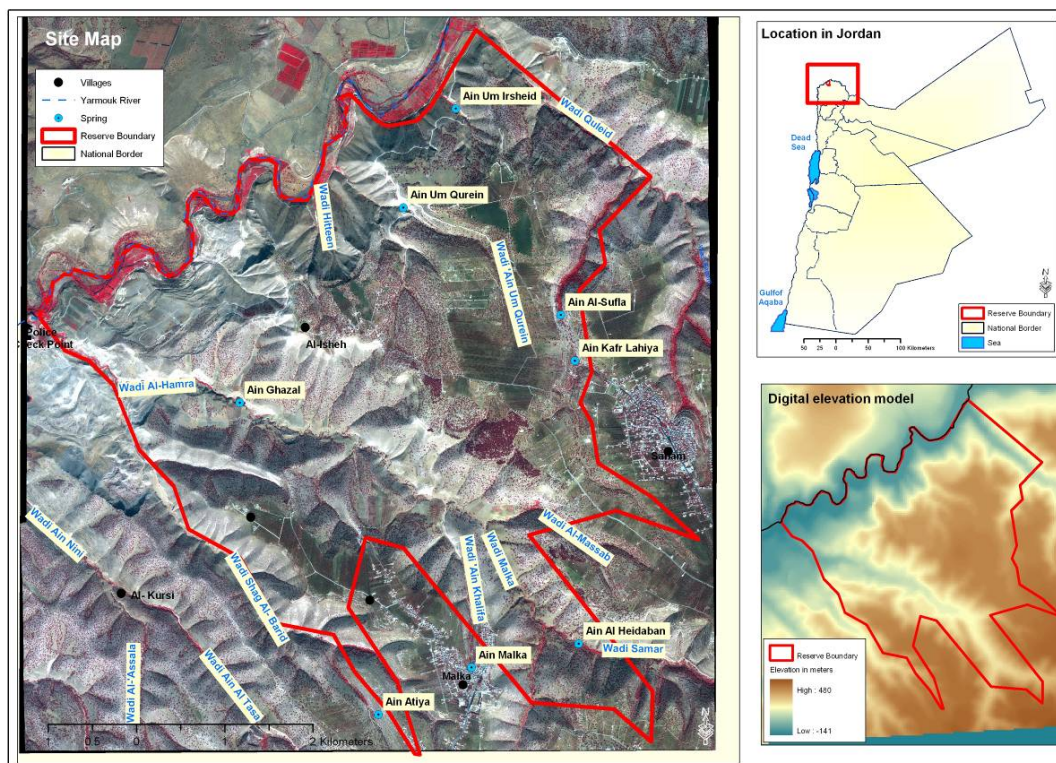 Site Map
Villages
Yarmouk River
Spring
Reserve Boundary
National Border
Ain Um Irsheid
Wadi Quleid
Ain Um Qurein
Wadi Hitteen
Wadi 'Ain Um Qurein
Ain Al-Sufla
Police
eck Point
Al-Isheh
Ain Kafr Lahiya
Wadi Al-Hamra
Ain Ghazal
Saham
Wadi Ain Nini
Wadi Al-Massab
Wadi Malka
Wadi 'Ain Khalifa
Wadi Shag Al- Barid
Al- Kursi
Ain Al Heidaban
Wadi Samar
Ain Malka
Malka
Wadi Al-'Assala
Wadi Ain Al Tasa
Ain Atiya
1 0.5 0 1 2 Kilometers
Location in Jordan
Dead
Sea
Gulfof
Aqaba
Reserve Boundary
National Border
Sea
50 25 0 50 100 Kilometers
Digital elevation model
Reserve Boundary
Elevation in meters
High : 480
Low : -141